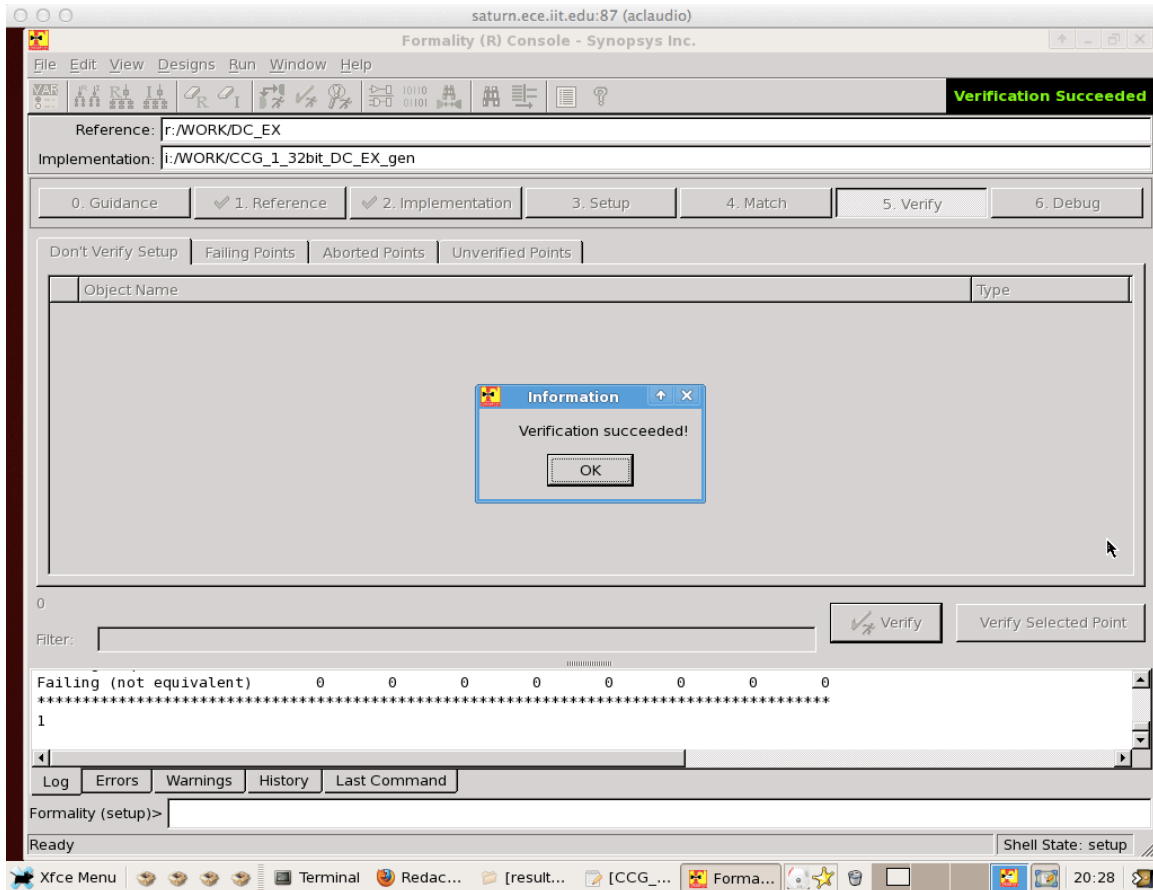 saturn.ece.iit.edu:87 (aclaudio)
Formality (R) Console - Synopsys Inc.
File Edit View Designs Run Window Help
Verification Succeeded
Reference: r:/WORK/DC_EX
Implementation: i:/WORK/CCG_1_32bit_DC_EX_gen
0. Guidance 1. Reference 2. Implementation 3. Setup 4. Match 5. Verify 6. Debug
Don't Verify Setup Failing Points Aborted Points Unverified Points
Object Name Type
Information
Verification succeeded!
OK
0
Verify Verify Selected Point
Filter:
Failing (not equivalent) 0 0 0 0 0 0 0 0
****************************************************************************************
1
Log Errors Warnings History Last Command
Formality (setup)>
Ready Shell State: setup
Xfce Menu Terminal Redac... [result... [CCG_... Forma... 20:28